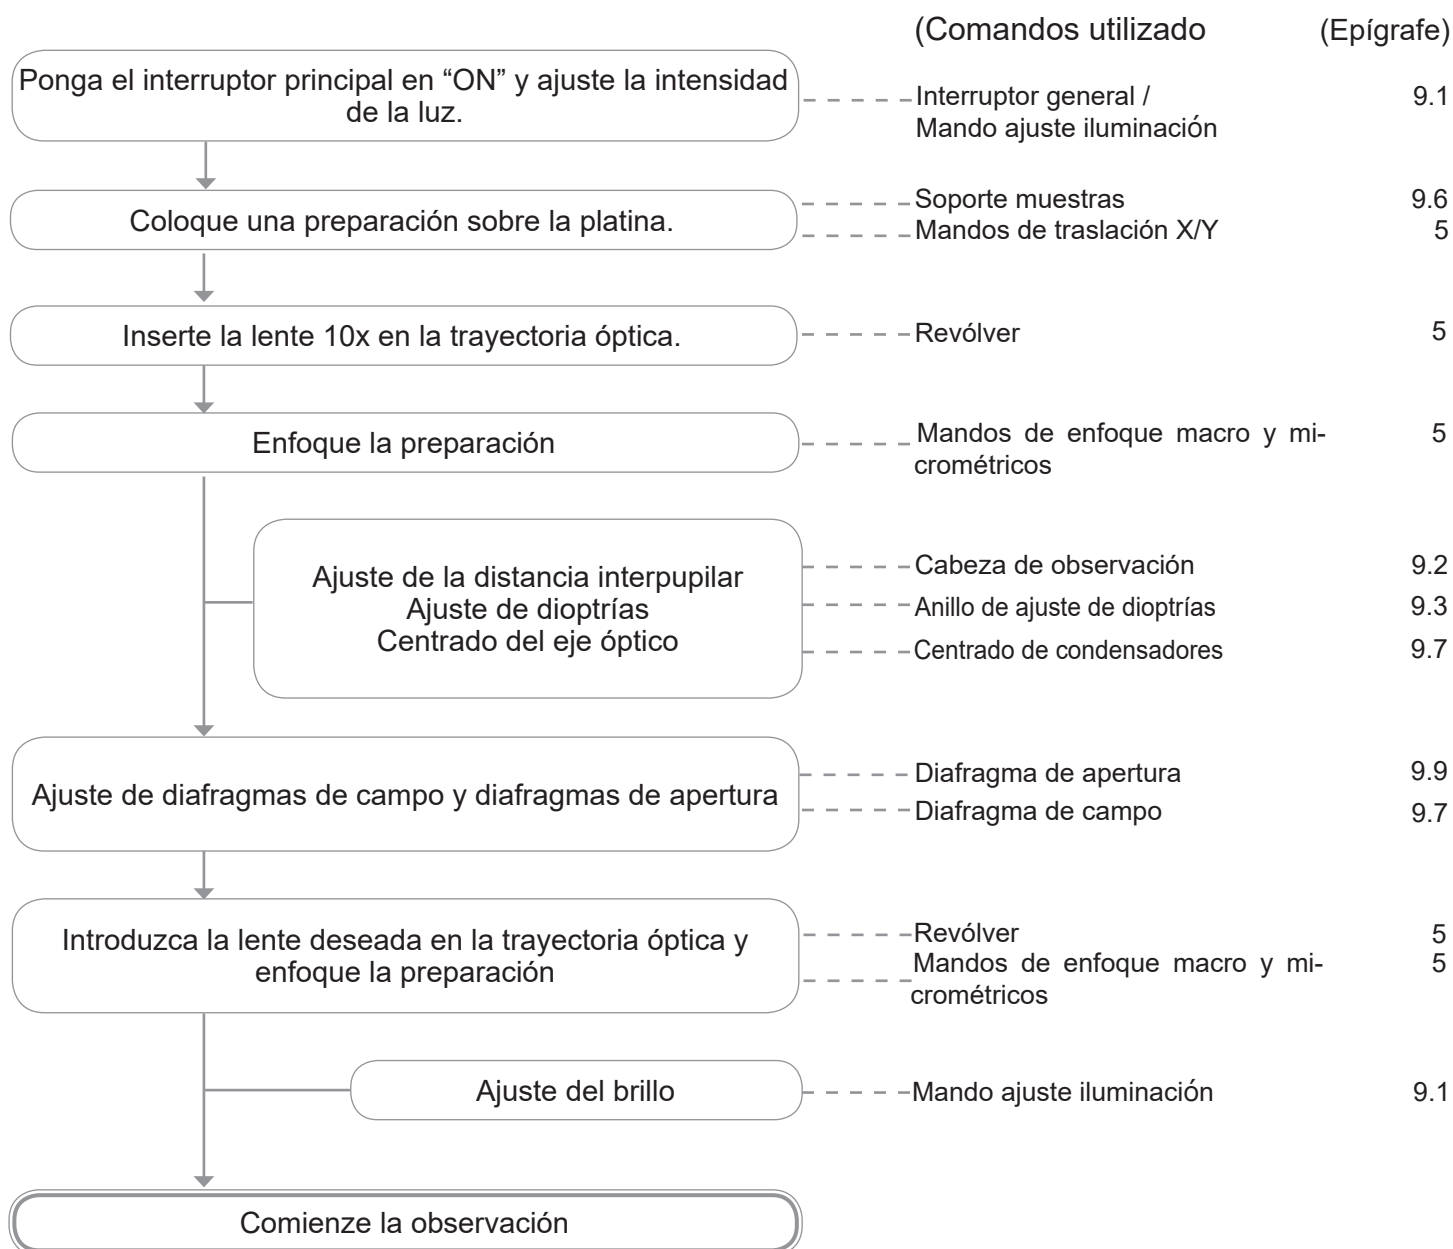 (Comandos utilizado (Epígrafe)
Ponga el interruptor principal en “ON” y ajuste la intensidad
de la luz.
Interruptor general / 9.1
Mando ajuste iluminación
Coloque una preparación sobre la platina.
Soporte muestras 9.6
Mandos de traslación X/Y 5
Inserte la lente 10x en la trayectoria óptica.
Revólver 5
Enfoque la preparación
Mandos de enfoque macro y mi- 5
crométricos
Ajuste de la distancia interpupilar
Ajuste de dioptrías
Centrado del eje óptico
Cabeza de observación 9.2
Anillo de ajuste de dioptrías 9.3
Centrado de condensadores 9.7
Ajuste de diafragmas de campo y diafragmas de apertura
Diafragma de apertura 9.9
Diafragma de campo 9.7
Introduzca la lente deseada en la trayectoria óptica y
enfoque la preparación
Revólver 5
Mandos de enfoque macro y mi- 5
crométricos
Ajuste del brillo
Mando ajuste iluminación 9.1
Comienze la observación